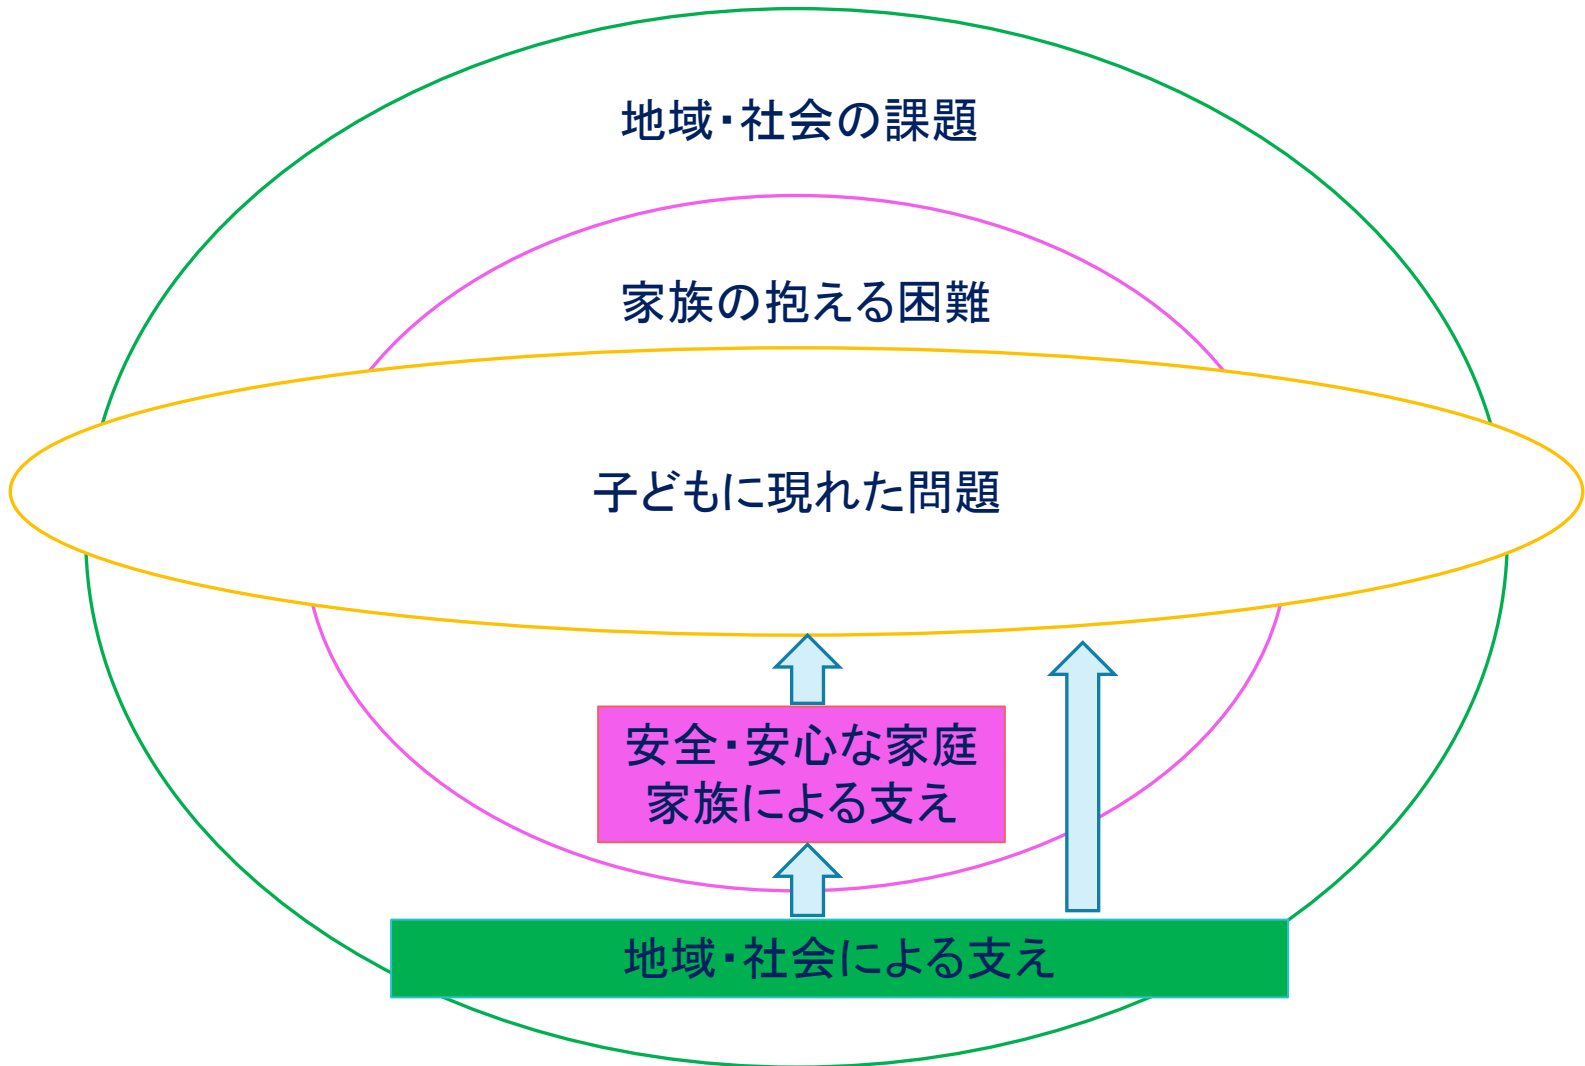 地域・社会の課題
家族の抱える困難
子どもに現れた問題
安全・安心な家庭
家族による支え
地域・社会による支え